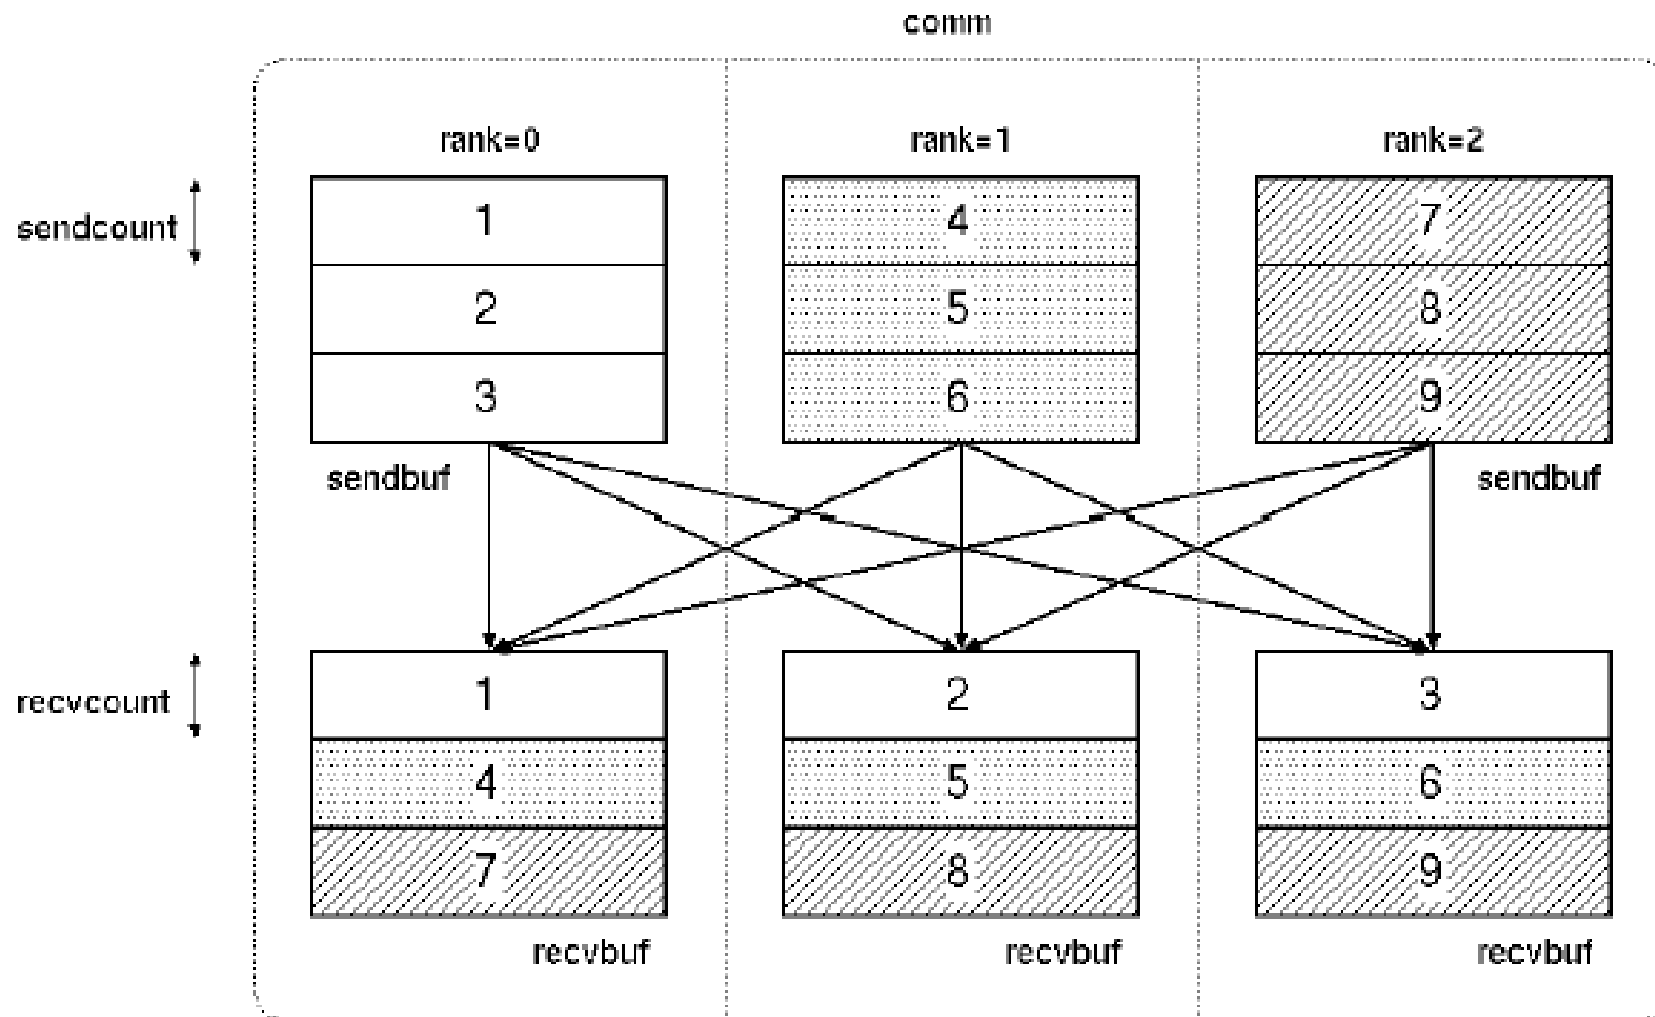 comm
rank=0 rank=1 rank=2
sendcount 1 4 7
2 5 8
3 6 9
sendbuf sendbuf
recvcount 1 2 3
4 5 6
7 8 9
recvbuf recvbuf recvbuf